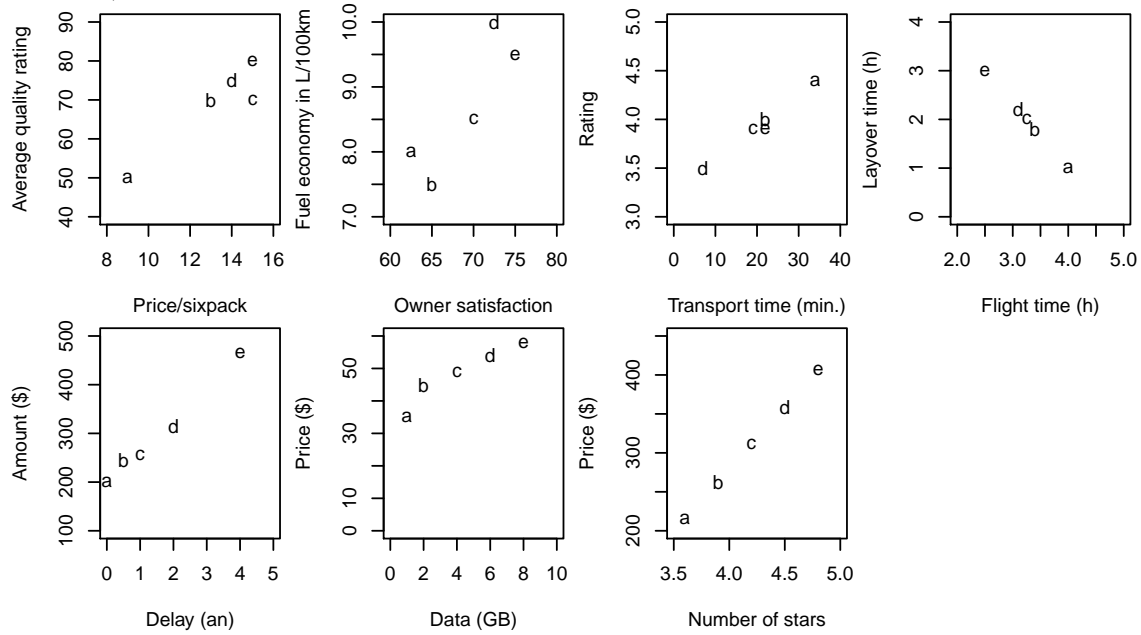 Average quality rating
40 50 60 70 80 90
a b c d e
8 10 12 14 16
Price/sixpack
Fuel economy in L/100km
7.0 8.0 9.0 10.0
a b c d e
60 65 70 75 80
Owner satisfaction
Rating
3.0 3.5 4.0 4.5 5.0
a b c d e
0 10 20 30 40
Transport time (min.)
Layover time (h)
0 1 2 3 4
a b c d e
2.0 3.0 4.0 5.0
Flight time (h)
Amount ($)
100 200 300 400 500
a b c d e
0 1 2 3 4 5
Delay (an)
Price ($)
0 10 30 50
a b c d e
0 2 4 6 8 10
Data (GB)
Price ($)
200 300 400
a b c d e
3.5 4.0 4.5 5.0
Number of stars